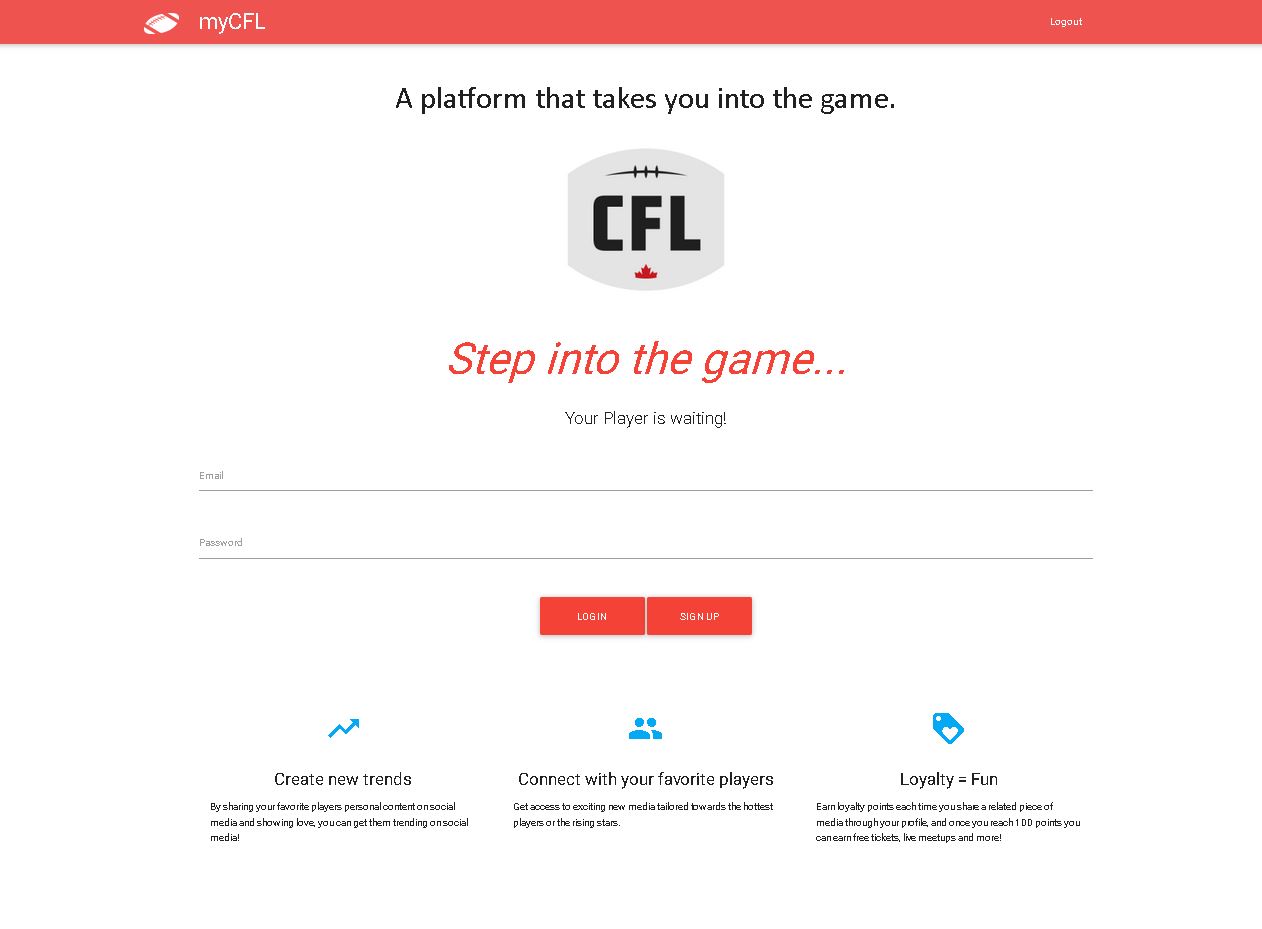 myCFL
Logout
A platform that takes you into the game.
CFL
Step into the game...
Your Player is waiting!
Email
Password
LOGIN
SIGN UP
Create new trends
By sharing your favorite players personal content on social
media and showing love, you can get them trending on social
media!
Connect with your favorite players
Get access to exciting new media tailored towards the hottest
players or the rising stars.
Loyalty = Fun
Earn loyalty points each time you share a related piece of
media through your profile, and once you reach 100 points you
can earn free tickets, live meetups and more!